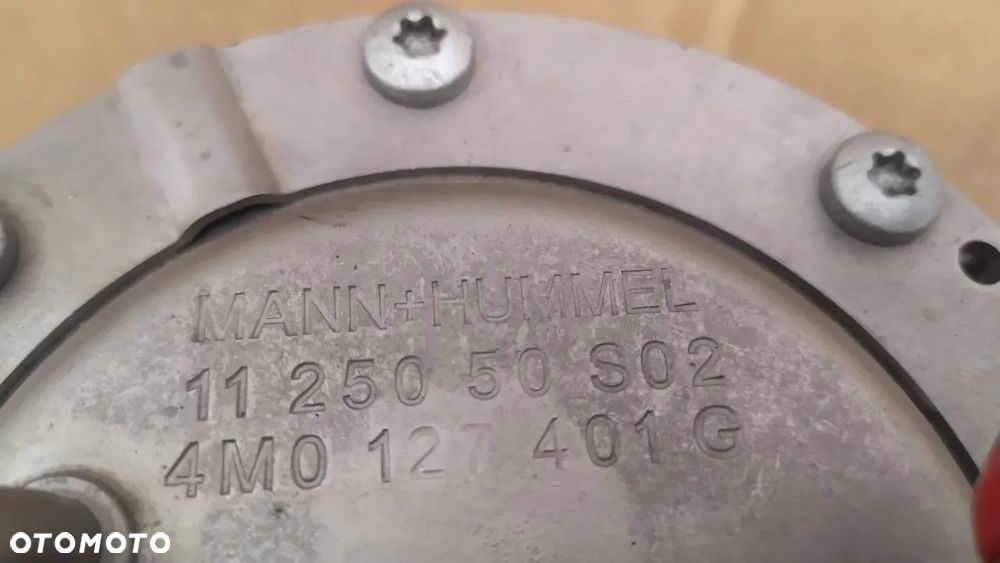 MANN+HUMMEL
11 250 50 S02
4M0 127 401 G
OTOMOTO